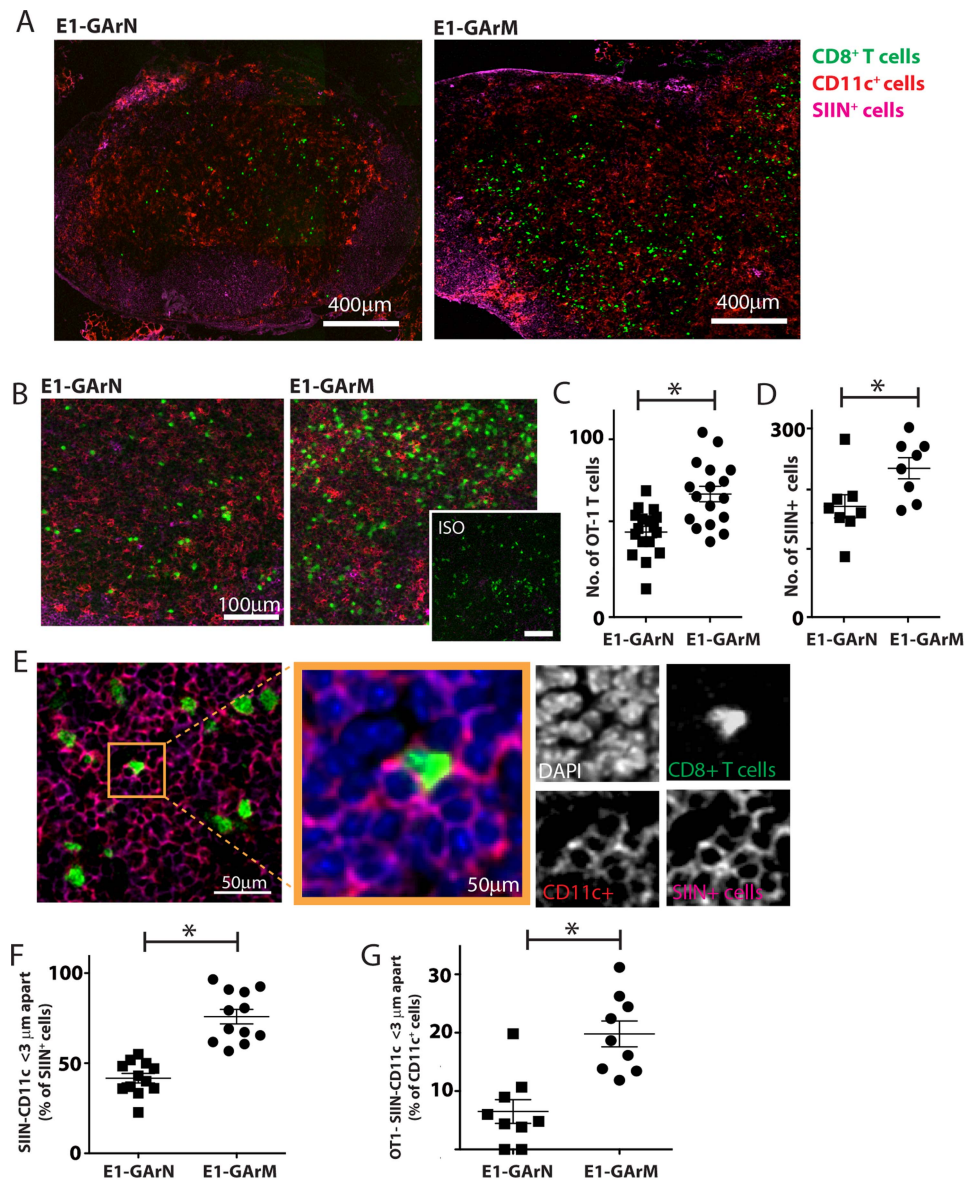 A
E1-GArN
E1-GArM
CD8⁺ T cells
CD11c⁺ cells
SIIN⁺ cells
400μm
400μm
B
E1-GArN
E1-GArM
100μm
ISO
C
*
No. of OT-1 T cells
100
0
E1-GArN
E1-GArM
D
*
No. of SIIN+ cells
300
0
E1-GArN
E1-GArM
E
50μm
50μm
DAPI
CD8+ T cells
CD11c+
SIIN+ cells
F
*
SIIN-CD11c <3 μm apart
(% of SIIN⁺ cells)
100
50
0
E1-GArN
E1-GArM
G
*
OT1- SIIN-CD11c <3 μm apart
(% of CD11c⁺ cells)
30
20
10
E1-GArN
E1-GArM